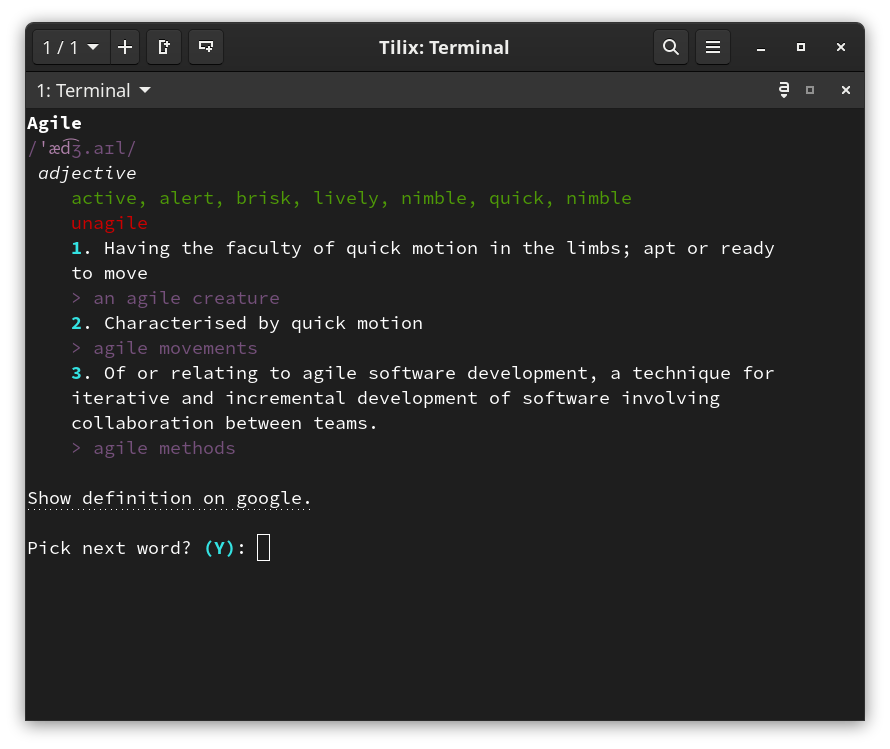 1 / 1
Tilix: Terminal
1: Terminal
a
Agile
/ˈæd͡ʒ.aɪl/
adjective
active, alert, brisk, lively, nimble, quick, nimble
unagile
1. Having the faculty of quick motion in the limbs; apt or ready
to move
> an agile creature
2. Characterised by quick motion
> agile movements
3. Of or relating to agile software development, a technique for
iterative and incremental development of software involving
collaboration between teams.
> agile methods
Show definition on google.
Pick next word? (Y):